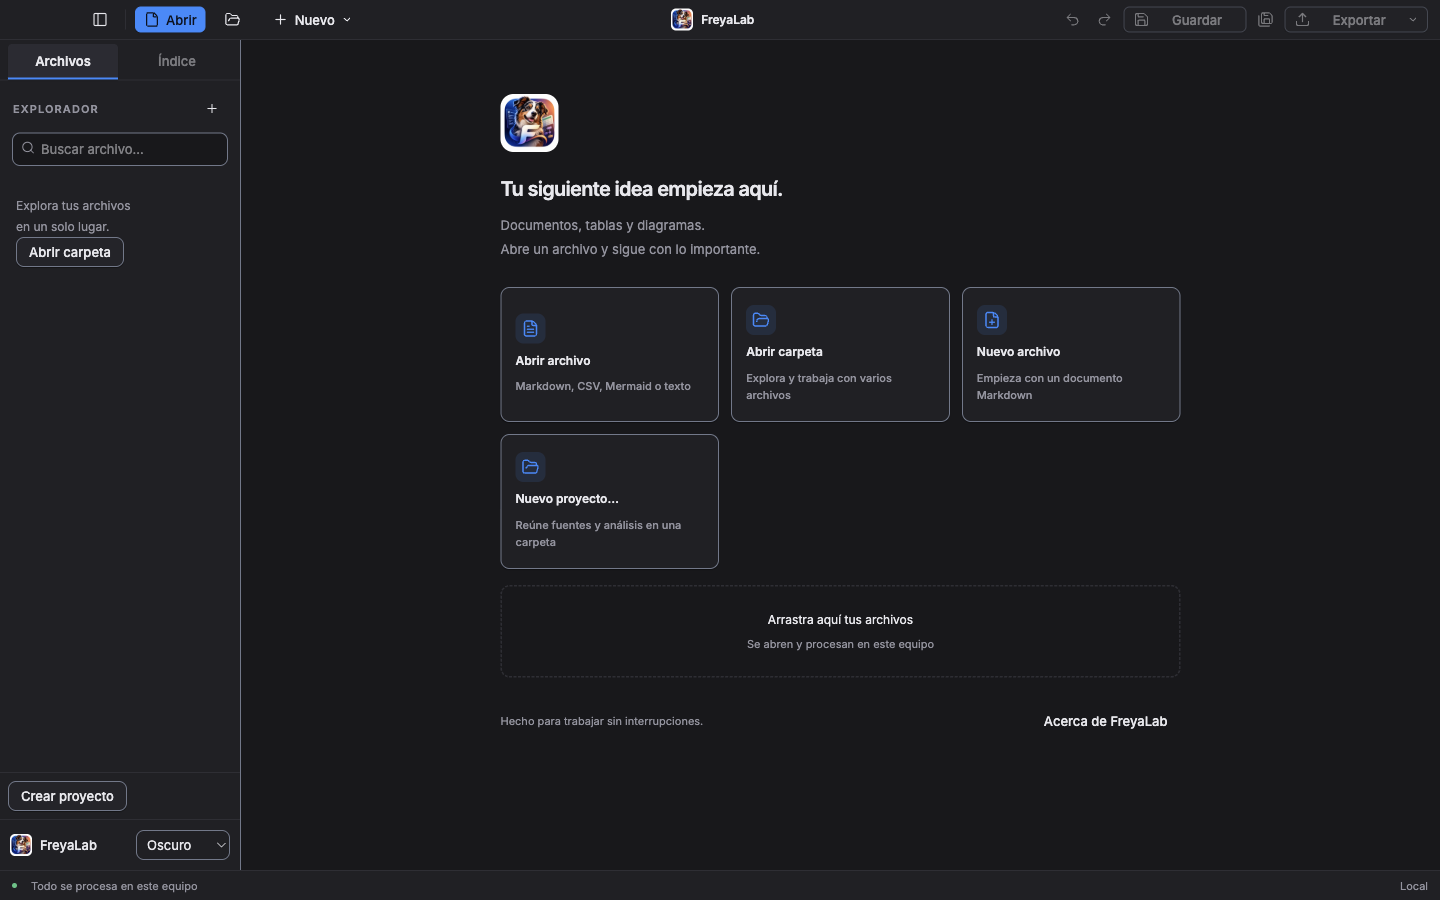 Abrir
Nuevo
FreyaLab
Guardar
Exportar
Archivos
Índice
EXPLORADOR
Buscar archivo...
Explora tus archivos
en un solo lugar.
Abrir carpeta
Tu siguiente idea empieza aquí.
Documentos, tablas y diagramas.
Abre un archivo y sigue con lo importante.
Abrir archivo
Markdown, CSV, Mermaid o texto
Abrir carpeta
Explora y trabaja con varios
archivos
Nuevo archivo
Empieza con un documento
Markdown
Nuevo proyecto...
Reúne fuentes y análisis en una
carpeta
Arrastra aquí tus archivos
Se abren y procesan en este equipo
Hecho para trabajar sin interrupciones.
Acerca de FreyaLab
Crear proyecto
FreyaLab
Oscuro
Todo se procesa en este equipo
Local